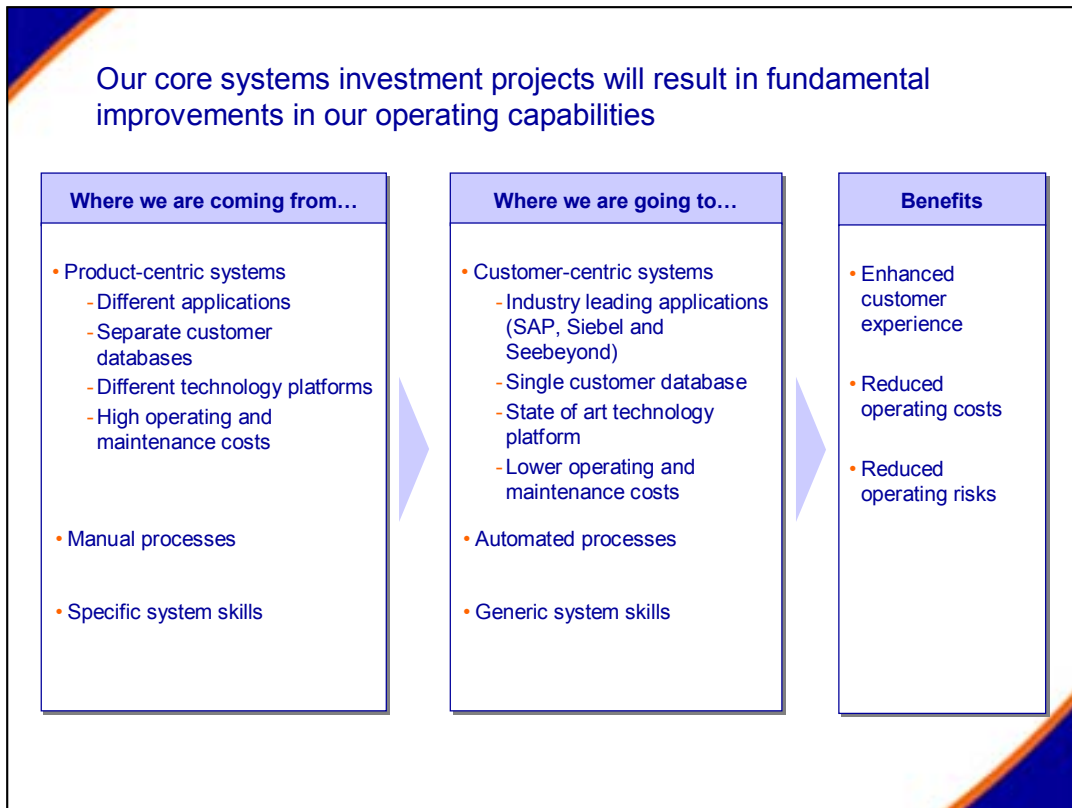 Our core systems investment projects will result in fundamental
improvements in our operating capabilities
Where we are coming from…
• Product-centric systems
- Different applications
- Separate customer
databases
- Different technology platforms
- High operating and
maintenance costs
• Manual processes
• Specific system skills
Where we are going to…
• Customer-centric systems
- Industry leading applications
(SAP, Siebel and
Seebeyond)
- Single customer database
- State of art technology
platform
- Lower operating and
maintenance costs
• Automated processes
• Generic system skills
Benefits
• Enhanced
customer
experience
• Reduced
operating costs
• Reduced
operating risks